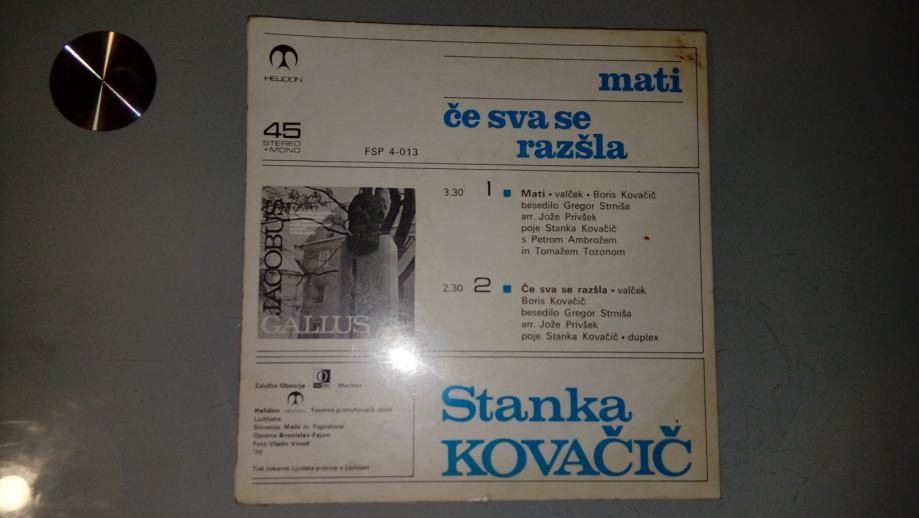 HELIDON
mati
če sva se
razšla
45
STEREO
+MONO
FSP 4-013
3.30 1 Mati • valček • Boris Kovačič
besedilo Gregor Strniša
arr. Jože Privšek
poje Stanka Kovačič
s Petrom Ambrožem
in Tomažem Tozonom
2.30 2 Če sva se razšla • valček
Boris Kovačič
besedilo Gregor Strniša
arr. Jože Privšek
poje Stanka Kovačič • duplex
JACOBUS
GALLUS
Založba Obzorja Maribor
Helidon HELIDON Tovarna gramofonskih plošč
Ljubljana
Slovenija, Made in Yugoslavia
Oprema Bronislav Fajon
Foto Vlado Vivod
'70
Tisk tiskarne Ljudske pravice v Ljubljani
Stanka
KOVAČIČ